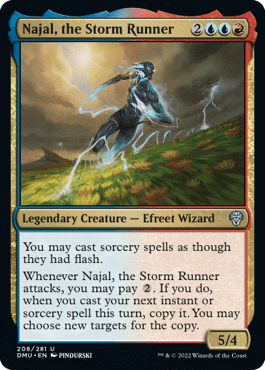 Najal, the Storm Runner 2
Legendary Creature — Efreet Wizard
You may cast sorcery spells as though
they had flash.
Whenever Najal, the Storm Runner
attacks, you may pay 2. If you do,
when you cast your next instant or
sorcery spell this turn, copy it. You may
choose new targets for the copy.
5/4
208/281 U
DMU • EN PINDURSKI
™ & © 2022 Wizards of the Coast